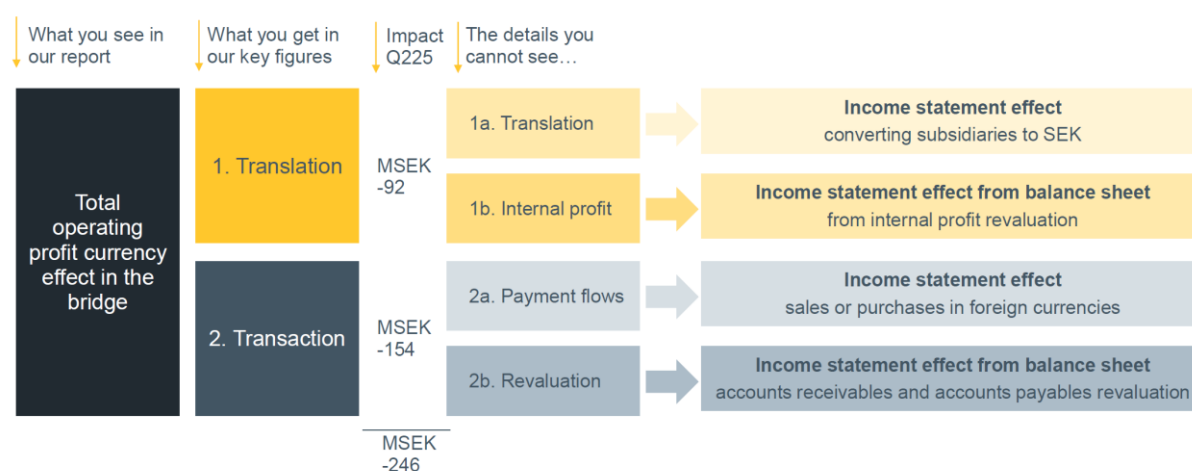 What you see in
our report
What you get in
our key figures
Impact
Q225
The details you
cannot see…
Total
operating
profit currency
effect in the
bridge
1. Translation
MSEK
-92
1a. Translation
Income statement effect
converting subsidiaries to SEK
1b. Internal profit
Income statement effect from balance sheet
from internal profit revaluation
2. Transaction
MSEK
-154
2a. Payment flows
Income statement effect
sales or purchases in foreign currencies
2b. Revaluation
Income statement effect from balance sheet
accounts receivables and accounts payables revaluation
MSEK
-246